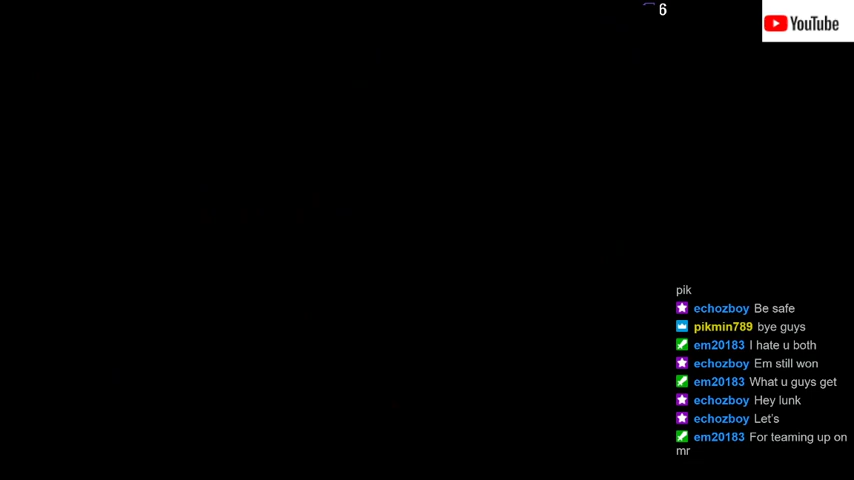 6
YouTube
pik
echozboy Be safe
pikmin789 bye guys
em20183 I hate u both
echozboy Em still won
em20183 What u guys get
echozboy Hey lunk
echozboy Let's
em20183 For teaming up on
mr